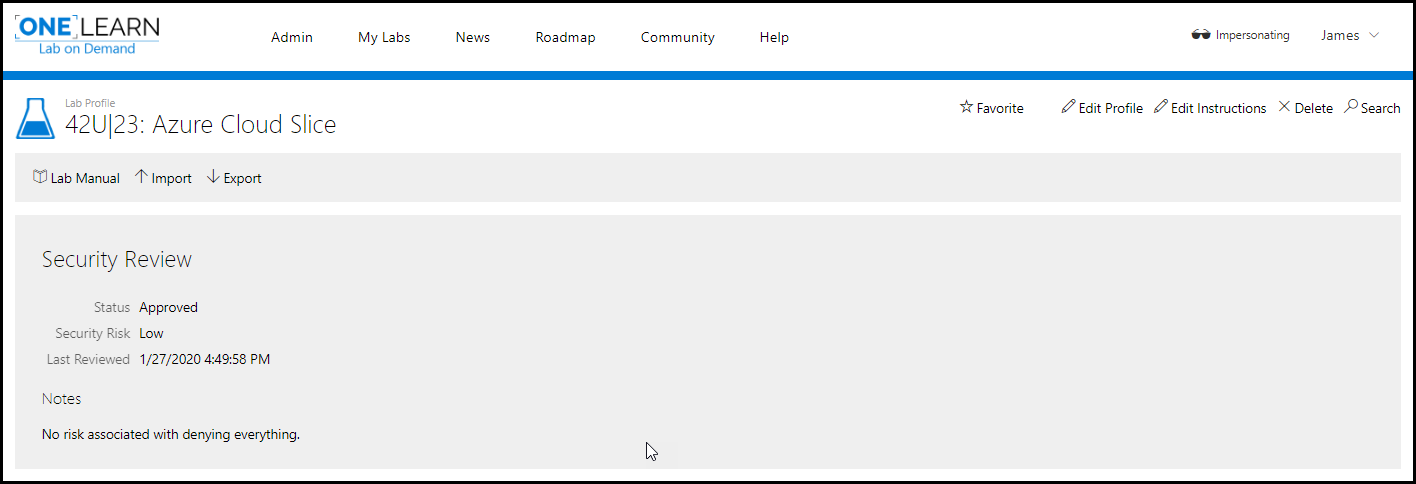 ONE LEARN
Lab on Demand
Admin My Labs News Roadmap Community Help
Impersonating James
Lab Profile
42U|23: Azure Cloud Slice
Favorite Edit Profile Edit Instructions Delete Search
Lab Manual Import Export
Security Review
Status Approved
Security Risk Low
Last Reviewed 1/27/2020 4:49:58 PM
Notes
No risk associated with denying everything.